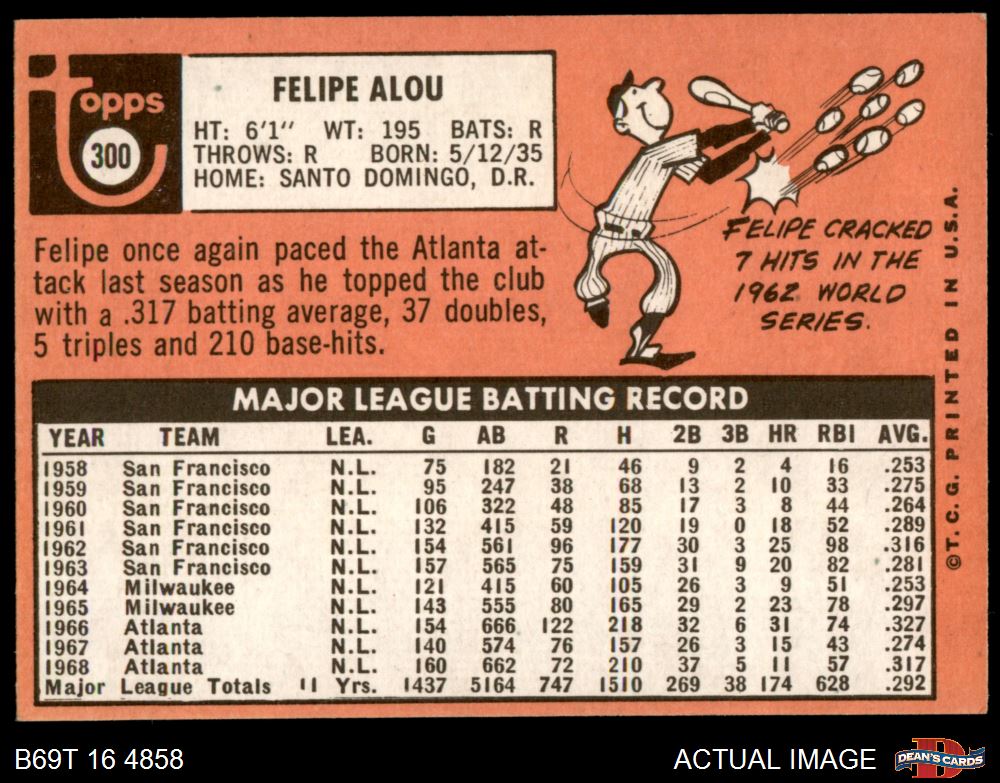 topps
300
FELIPE ALOU
HT: 6'1" WT: 195 BATS: R
THROWS: R BORN: 5/12/35
HOME: SANTO DOMINGO, D.R.
Felipe once again paced the Atlanta at-
tack last season as he topped the club
with a .317 batting average, 37 doubles,
5 triples and 210 base-hits.
FELIPE CRACKED
7 HITS IN THE
1962 WORLD
SERIES.
©T.C.G. PRINTED IN U.S.A.
MAJOR LEAGUE BATTING RECORD
YEAR TEAM LEA. G AB R H 2B 3B HR RBI AVG.
1958 San Francisco N.L. 75 182 21 46 9 2 4 16 .253
1959 San Francisco N.L. 95 247 38 68 13 2 10 33 .275
1960 San Francisco N.L. 106 322 48 85 17 3 8 44 .264
1961 San Francisco N.L. 132 415 59 120 19 0 18 52 .289
1962 San Francisco N.L. 154 561 96 177 30 3 25 98 .316
1963 San Francisco N.L. 157 565 75 159 31 9 20 82 .281
1964 Milwaukee N.L. 121 415 60 105 26 3 9 51 .253
1965 Milwaukee N.L. 143 555 80 165 29 2 23 78 .297
1966 Atlanta N.L. 154 666 122 218 32 6 31 74 .327
1967 Atlanta N.L. 140 574 76 157 26 3 15 43 .274
1968 Atlanta N.L. 160 662 72 210 37 5 11 57 .317
Major League Totals 11 Yrs. 1437 5164 747 1510 269 38 174 628 .292
B69T 16 4858
ACTUAL IMAGE
D
DEAN'S CARDS